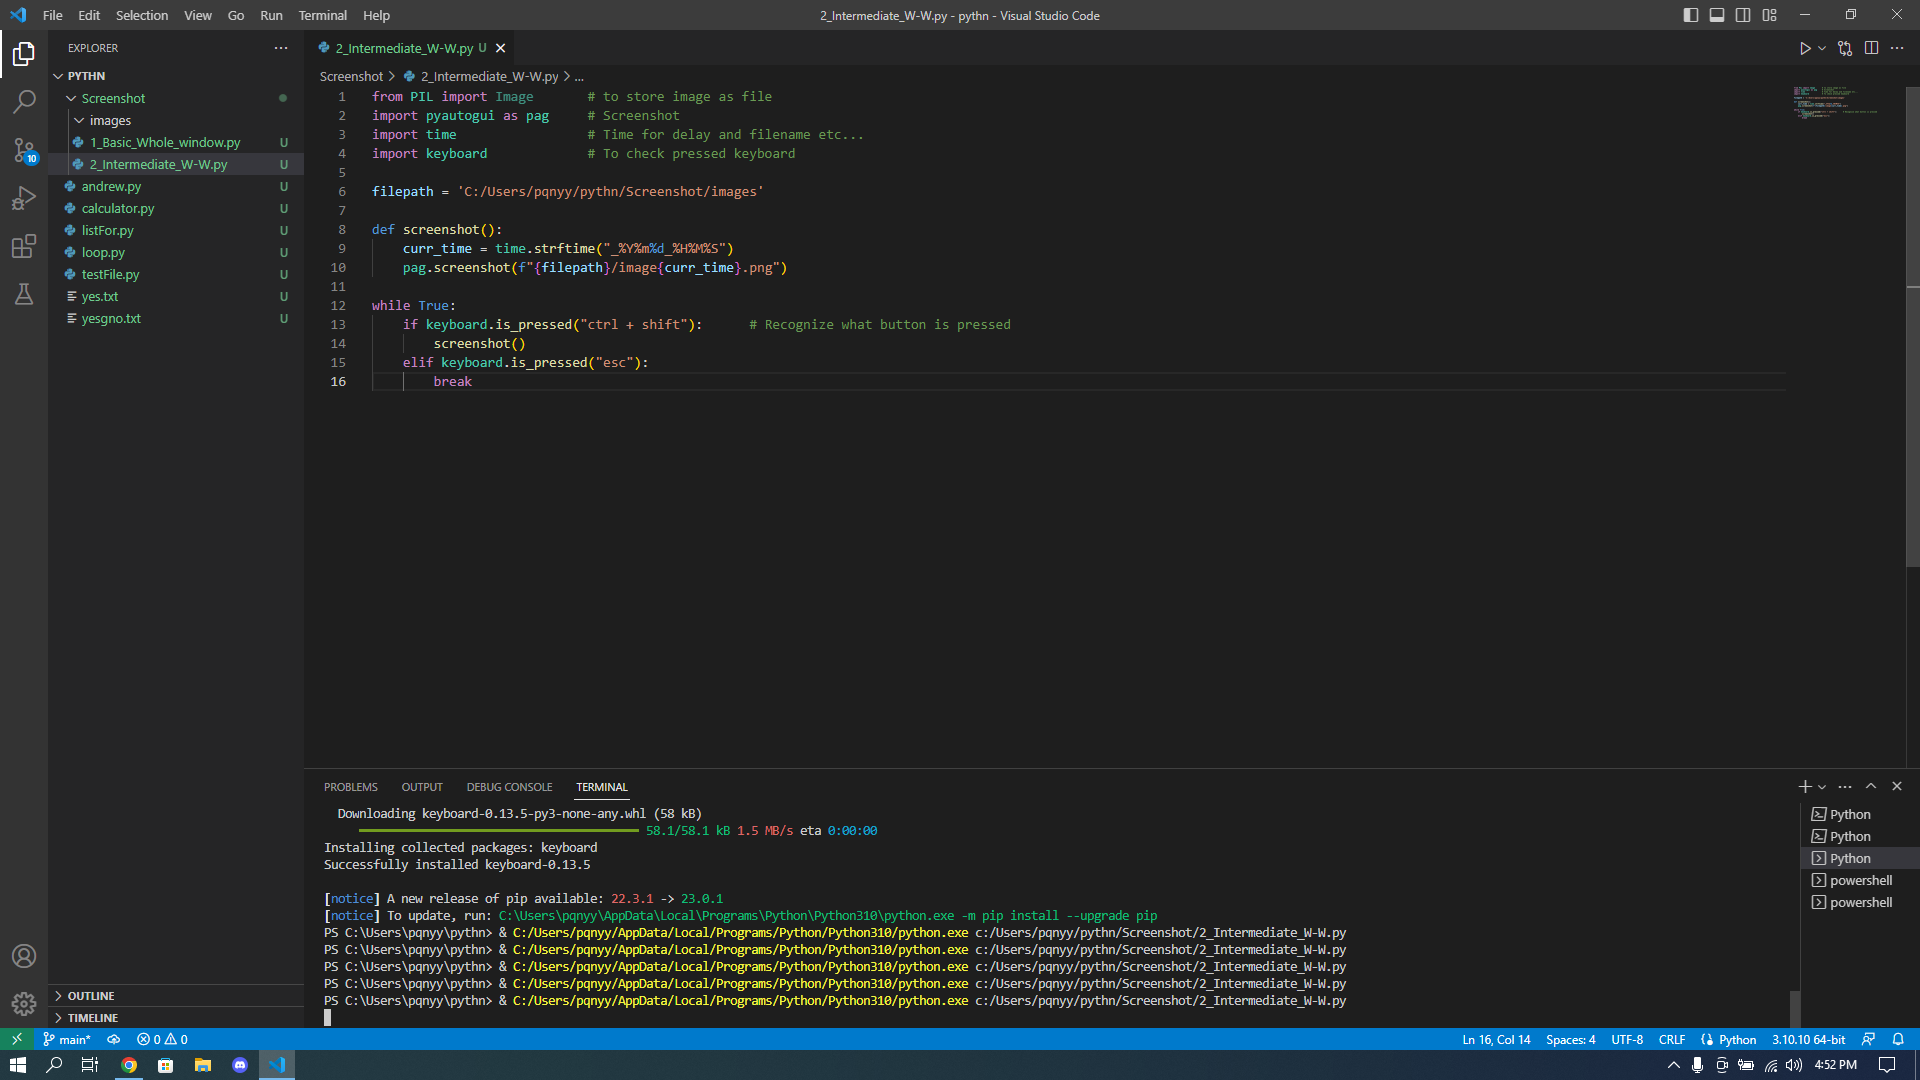 File Edit Selection View Go Run Terminal Help
2_Intermediate_W-W.py - pythn - Visual Studio Code
EXPLORER
PYTHN
Screenshot
images
1_Basic_Whole_window.py U
2_Intermediate_W-W.py U
andrew.py U
calculator.py U
listFor.py U
loop.py U
testFile.py U
yes.txt U
yesgno.txt U
10
OUTLINE
TIMELINE
2_Intermediate_W-W.py U
Screenshot > 2_Intermediate_W-W.py > ...
1 from PIL import Image # to store image as file
2 import pyautogui as pag # Screenshot
3 import time # Time for delay and filename etc...
4 import keyboard # To check pressed keyboard
5
6 filepath = 'C:/Users/pqnyy/pythn/Screenshot/images'
7
8 def screenshot():
9 curr_time = time.strftime("_%Y%m%d_%H%M%S")
10 pag.screenshot(f"{filepath}/image{curr_time}.png")
11
12 while True:
13 if keyboard.is_pressed("ctrl + shift"): # Recognize what button is pressed
14 screenshot()
15 elif keyboard.is_pressed("esc"):
16 break
PROBLEMS OUTPUT DEBUG CONSOLE TERMINAL
Downloading keyboard-0.13.5-py3-none-any.whl (58 kB)
58.1/58.1 kB 1.5 MB/s eta 0:00:00
Installing collected packages: keyboard
Successfully installed keyboard-0.13.5
[notice] A new release of pip available: 22.3.1 -> 23.0.1
[notice] To update, run: C:\Users\pqnyy\AppData\Local\Programs\Python\Python310\python.exe -m pip install --upgrade pip
PS C:\Users\pqnyy\pythn> & C:/Users/pqnyy/AppData/Local/Programs/Python/Python310/python.exe c:/Users/pqnyy/pythn/Screenshot/2_Intermediate_W-W.py
PS C:\Users\pqnyy\pythn> & C:/Users/pqnyy/AppData/Local/Programs/Python/Python310/python.exe c:/Users/pqnyy/pythn/Screenshot/2_Intermediate_W-W.py
PS C:\Users\pqnyy\pythn> & C:/Users/pqnyy/AppData/Local/Programs/Python/Python310/python.exe c:/Users/pqnyy/pythn/Screenshot/2_Intermediate_W-W.py
PS C:\Users\pqnyy\pythn> & C:/Users/pqnyy/AppData/Local/Programs/Python/Python310/python.exe c:/Users/pqnyy/pythn/Screenshot/2_Intermediate_W-W.py
PS C:\Users\pqnyy\pythn> & C:/Users/pqnyy/AppData/Local/Programs/Python/Python310/python.exe c:/Users/pqnyy/pythn/Screenshot/2_Intermediate_W-W.py
Python
Python
Python
powershell
powershell
main* 0 0
Ln 16, Col 14 Spaces: 4 UTF-8 CRLF Python 3.10.10 64-bit
4:52 PM